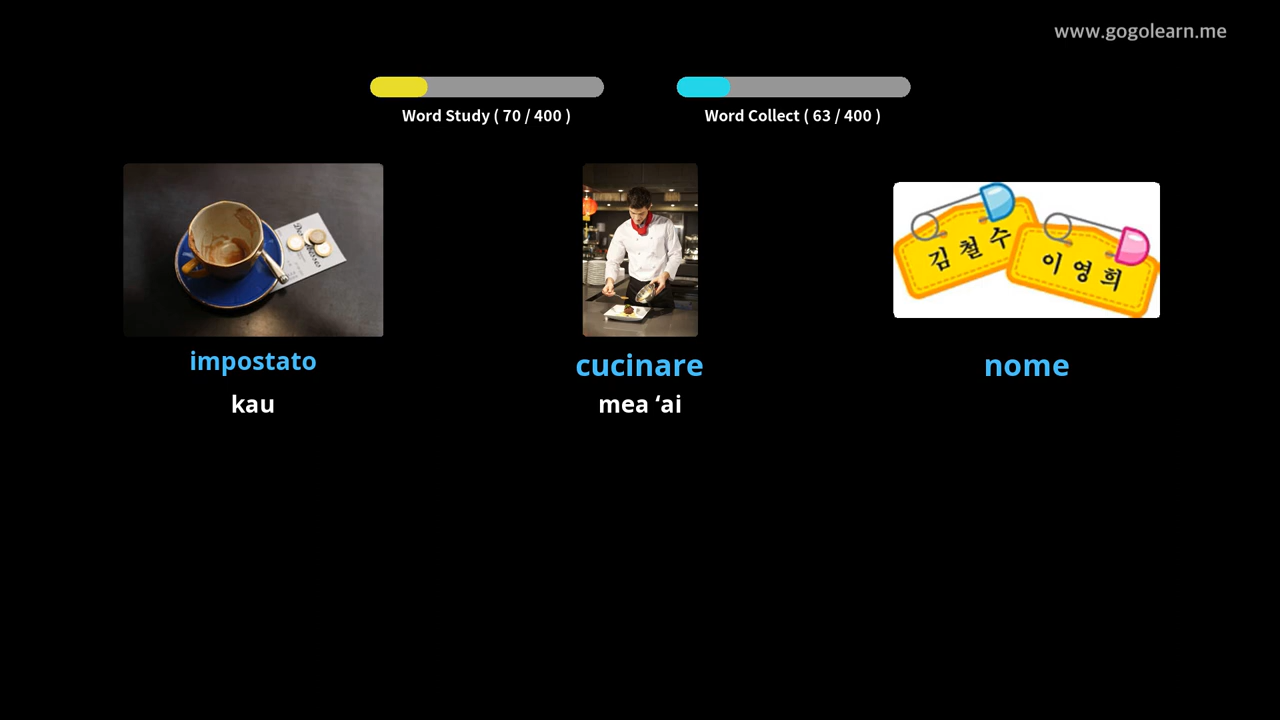 www.gogolearn.me
Word Study ( 70 / 400 )
Word Collect ( 63 / 400 )
김철수
이영희
impostato
cucinare
nome
kau
mea ‘ai